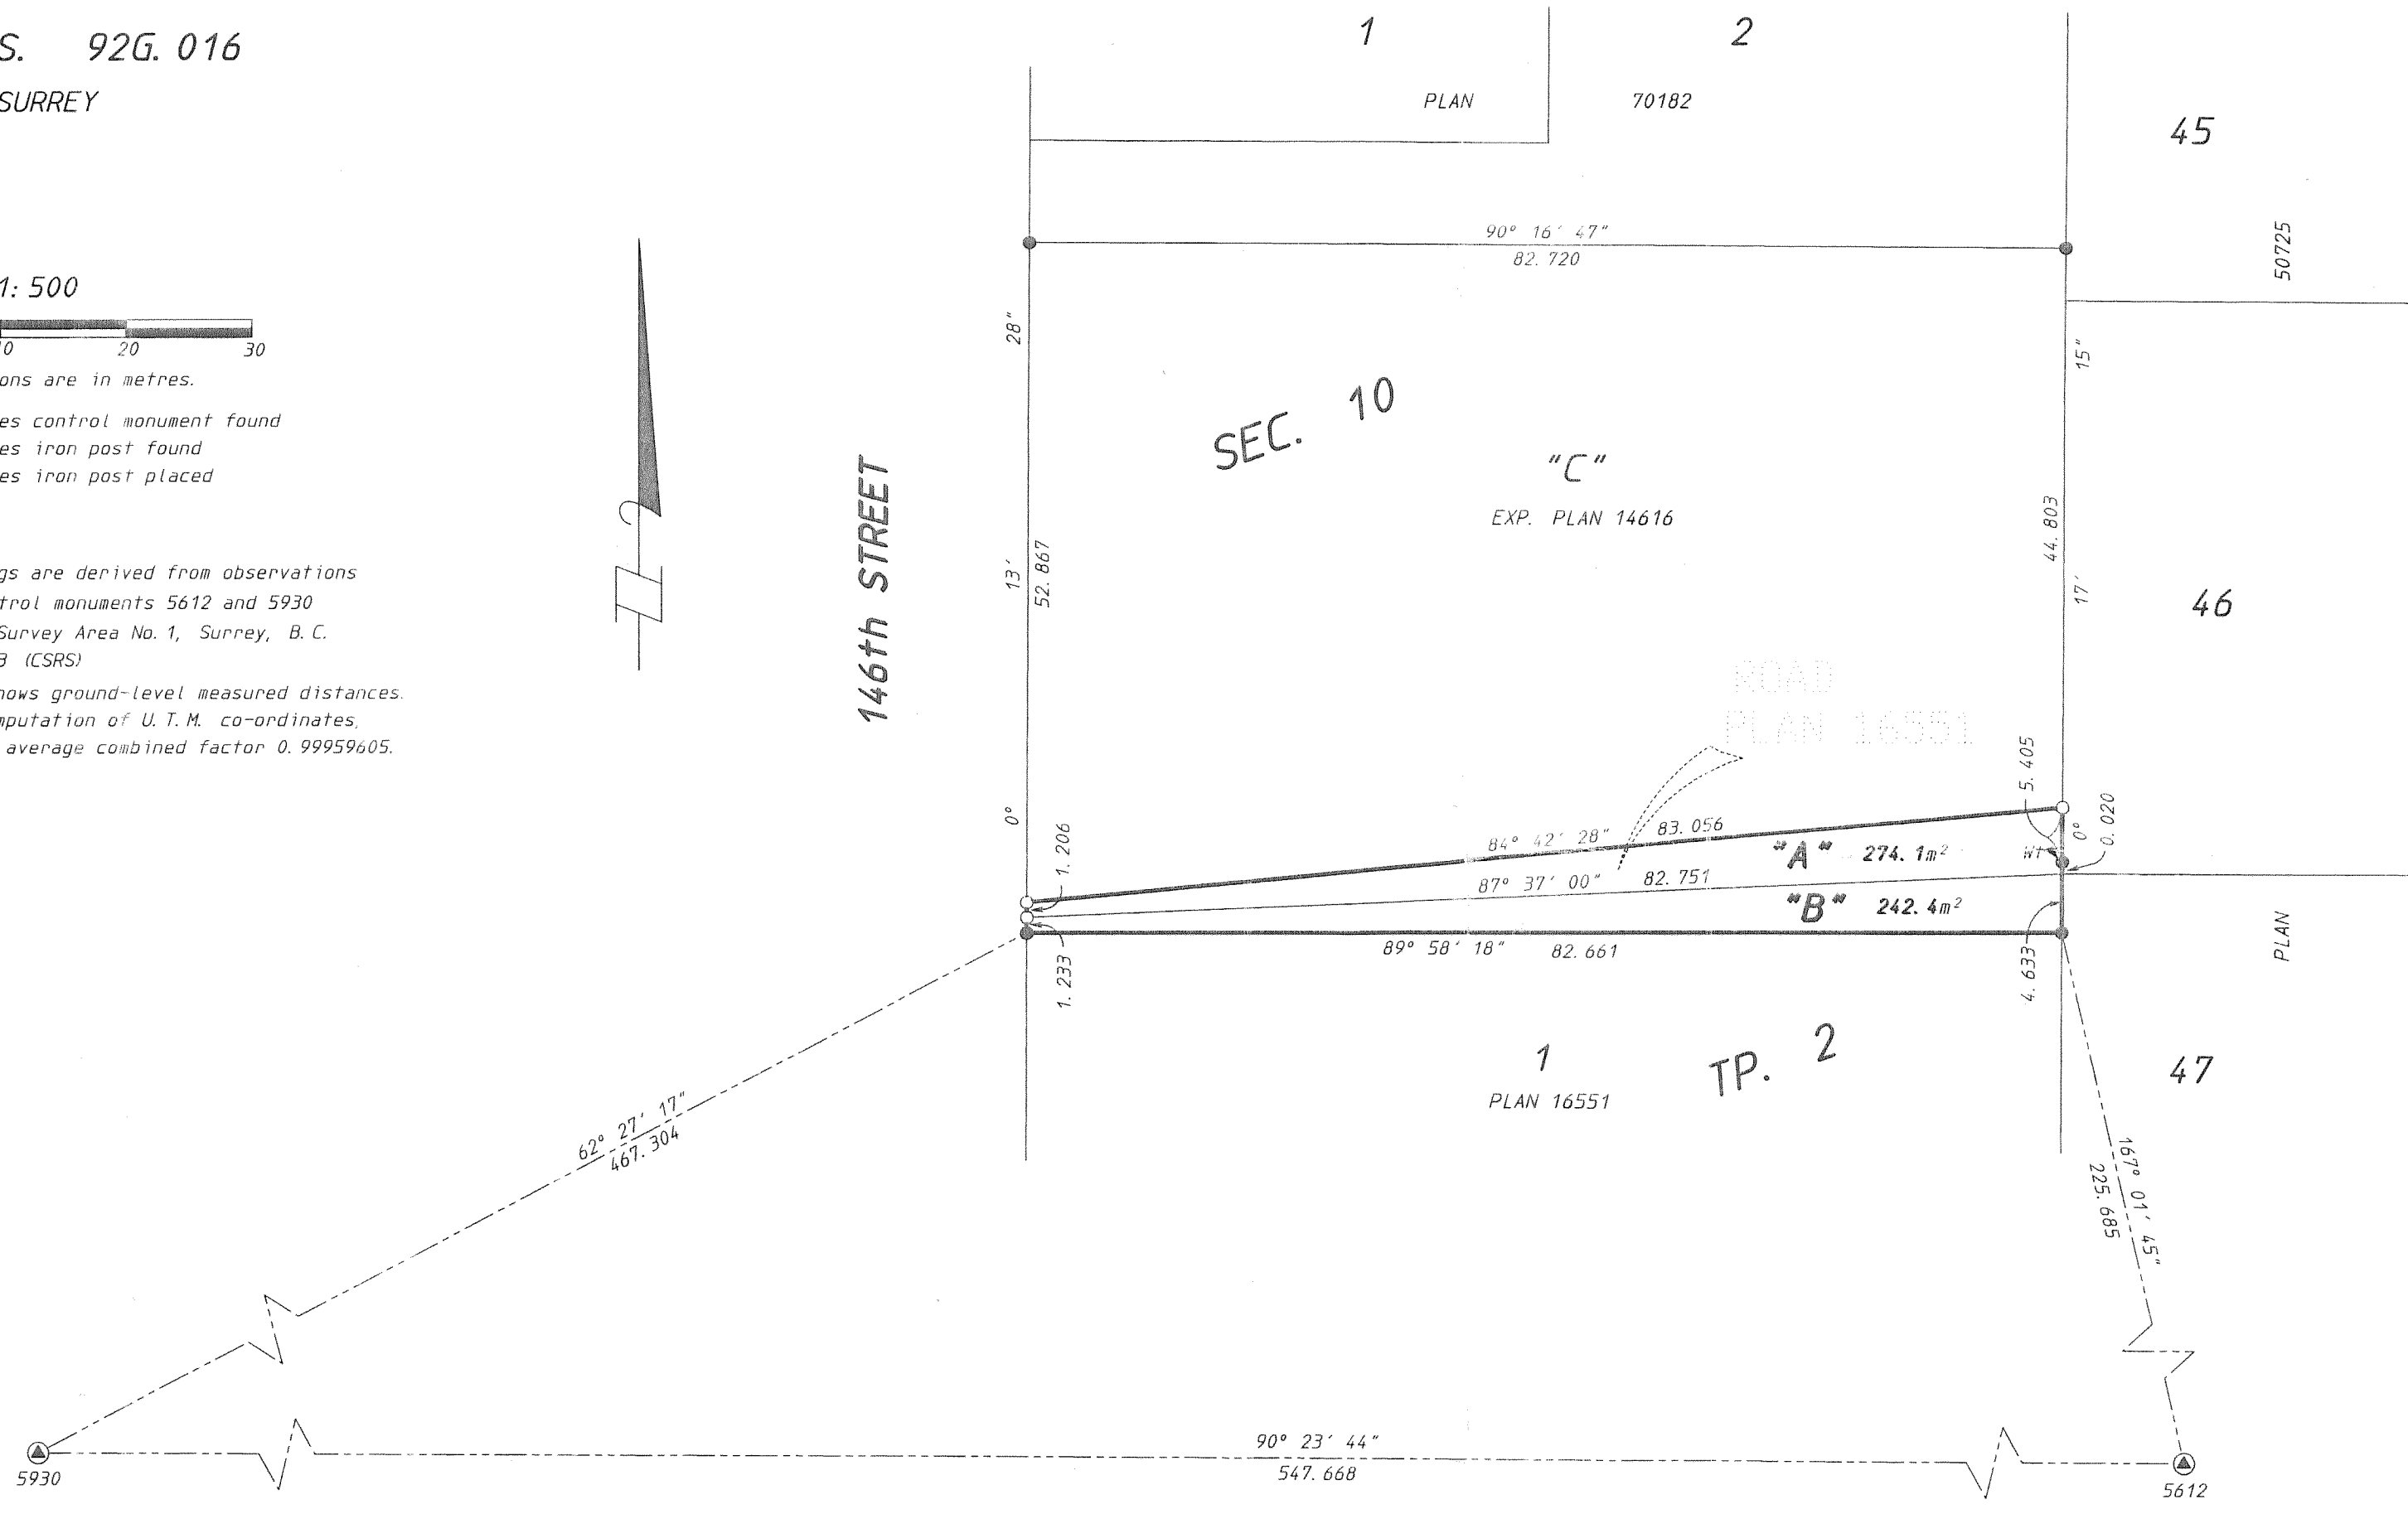 S. 92G. 016
SURREY
1: 500
20 30
ons are in metres.
es control monument found
es iron post found
es iron post placed
gs are derived from observations
trol monuments 5612 and 5930
Survey Area No. 1, Surrey, B. C.
(CSRS)
hows ground-level measured distances.
mputation of U. T. M. co-ordinates,
average combined factor 0. 99959605.
146th STREET
1
2
PLAN 70182
45
50725
90° 16´ 47"
82. 720
0° 13´ 28"
52. 867
SEC. 10
"C"
EXP. PLAN 14616
0° 17´ 15"
44. 803
46
ROAD
PLAN 16551
5. 405
0. 020
1. 206
84° 42´ 28" 83. 056
"A" 274. 1m²
Wt
87° 37´ 00" 82. 751
"B" 242. 4m²
89° 58´ 18" 82. 661
1. 233
4. 633
PLAN
1
PLAN 16551
TP. 2
47
62° 27´ 17"
467. 304
167° 01´ 45"
225. 685
90° 23´ 44"
547. 668
5930
5612